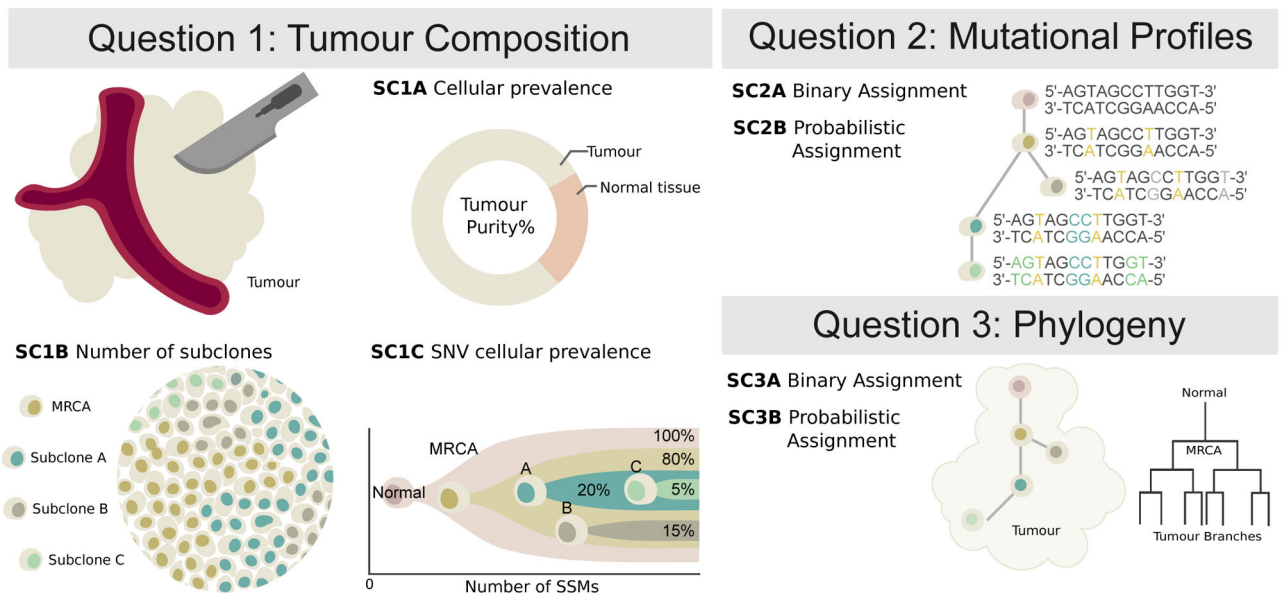 Question 1: Tumour Composition
SC1A Cellular prevalence
Tumour
Normal tissue
Tumour
Purity%
Tumour
SC1B Number of subclones
MRCA
Subclone A
Subclone B
Subclone C
SC1C SNV cellular prevalence
MRCA
100%
80%
A
C
Normal
20%
5%
B
15%
0
Number of SSMs
Question 2: Mutational Profiles
SC2A Binary Assignment
SC2B Probabilistic
Assignment
5'-AGTAGCCTTGGT-3'
3'-TCATCGGAACCA-5'
5'-AGTAGCCTTGGT-3'
3'-TCATCGGAACCA-5'
5'-AGTAGCCTTGGT-3'
3'-TCATCGGAACCA-5'
5'-AGTAGCCTTGGT-3'
3'-TCATCGGAACCA-5'
5'-AGTAGCCTTGGT-3'
3'-TCATCGGAACCA-5'
Question 3: Phylogeny
SC3A Binary Assignment
SC3B Probabilistic
Assignment
Tumour
Normal
MRCA
Tumour Branches